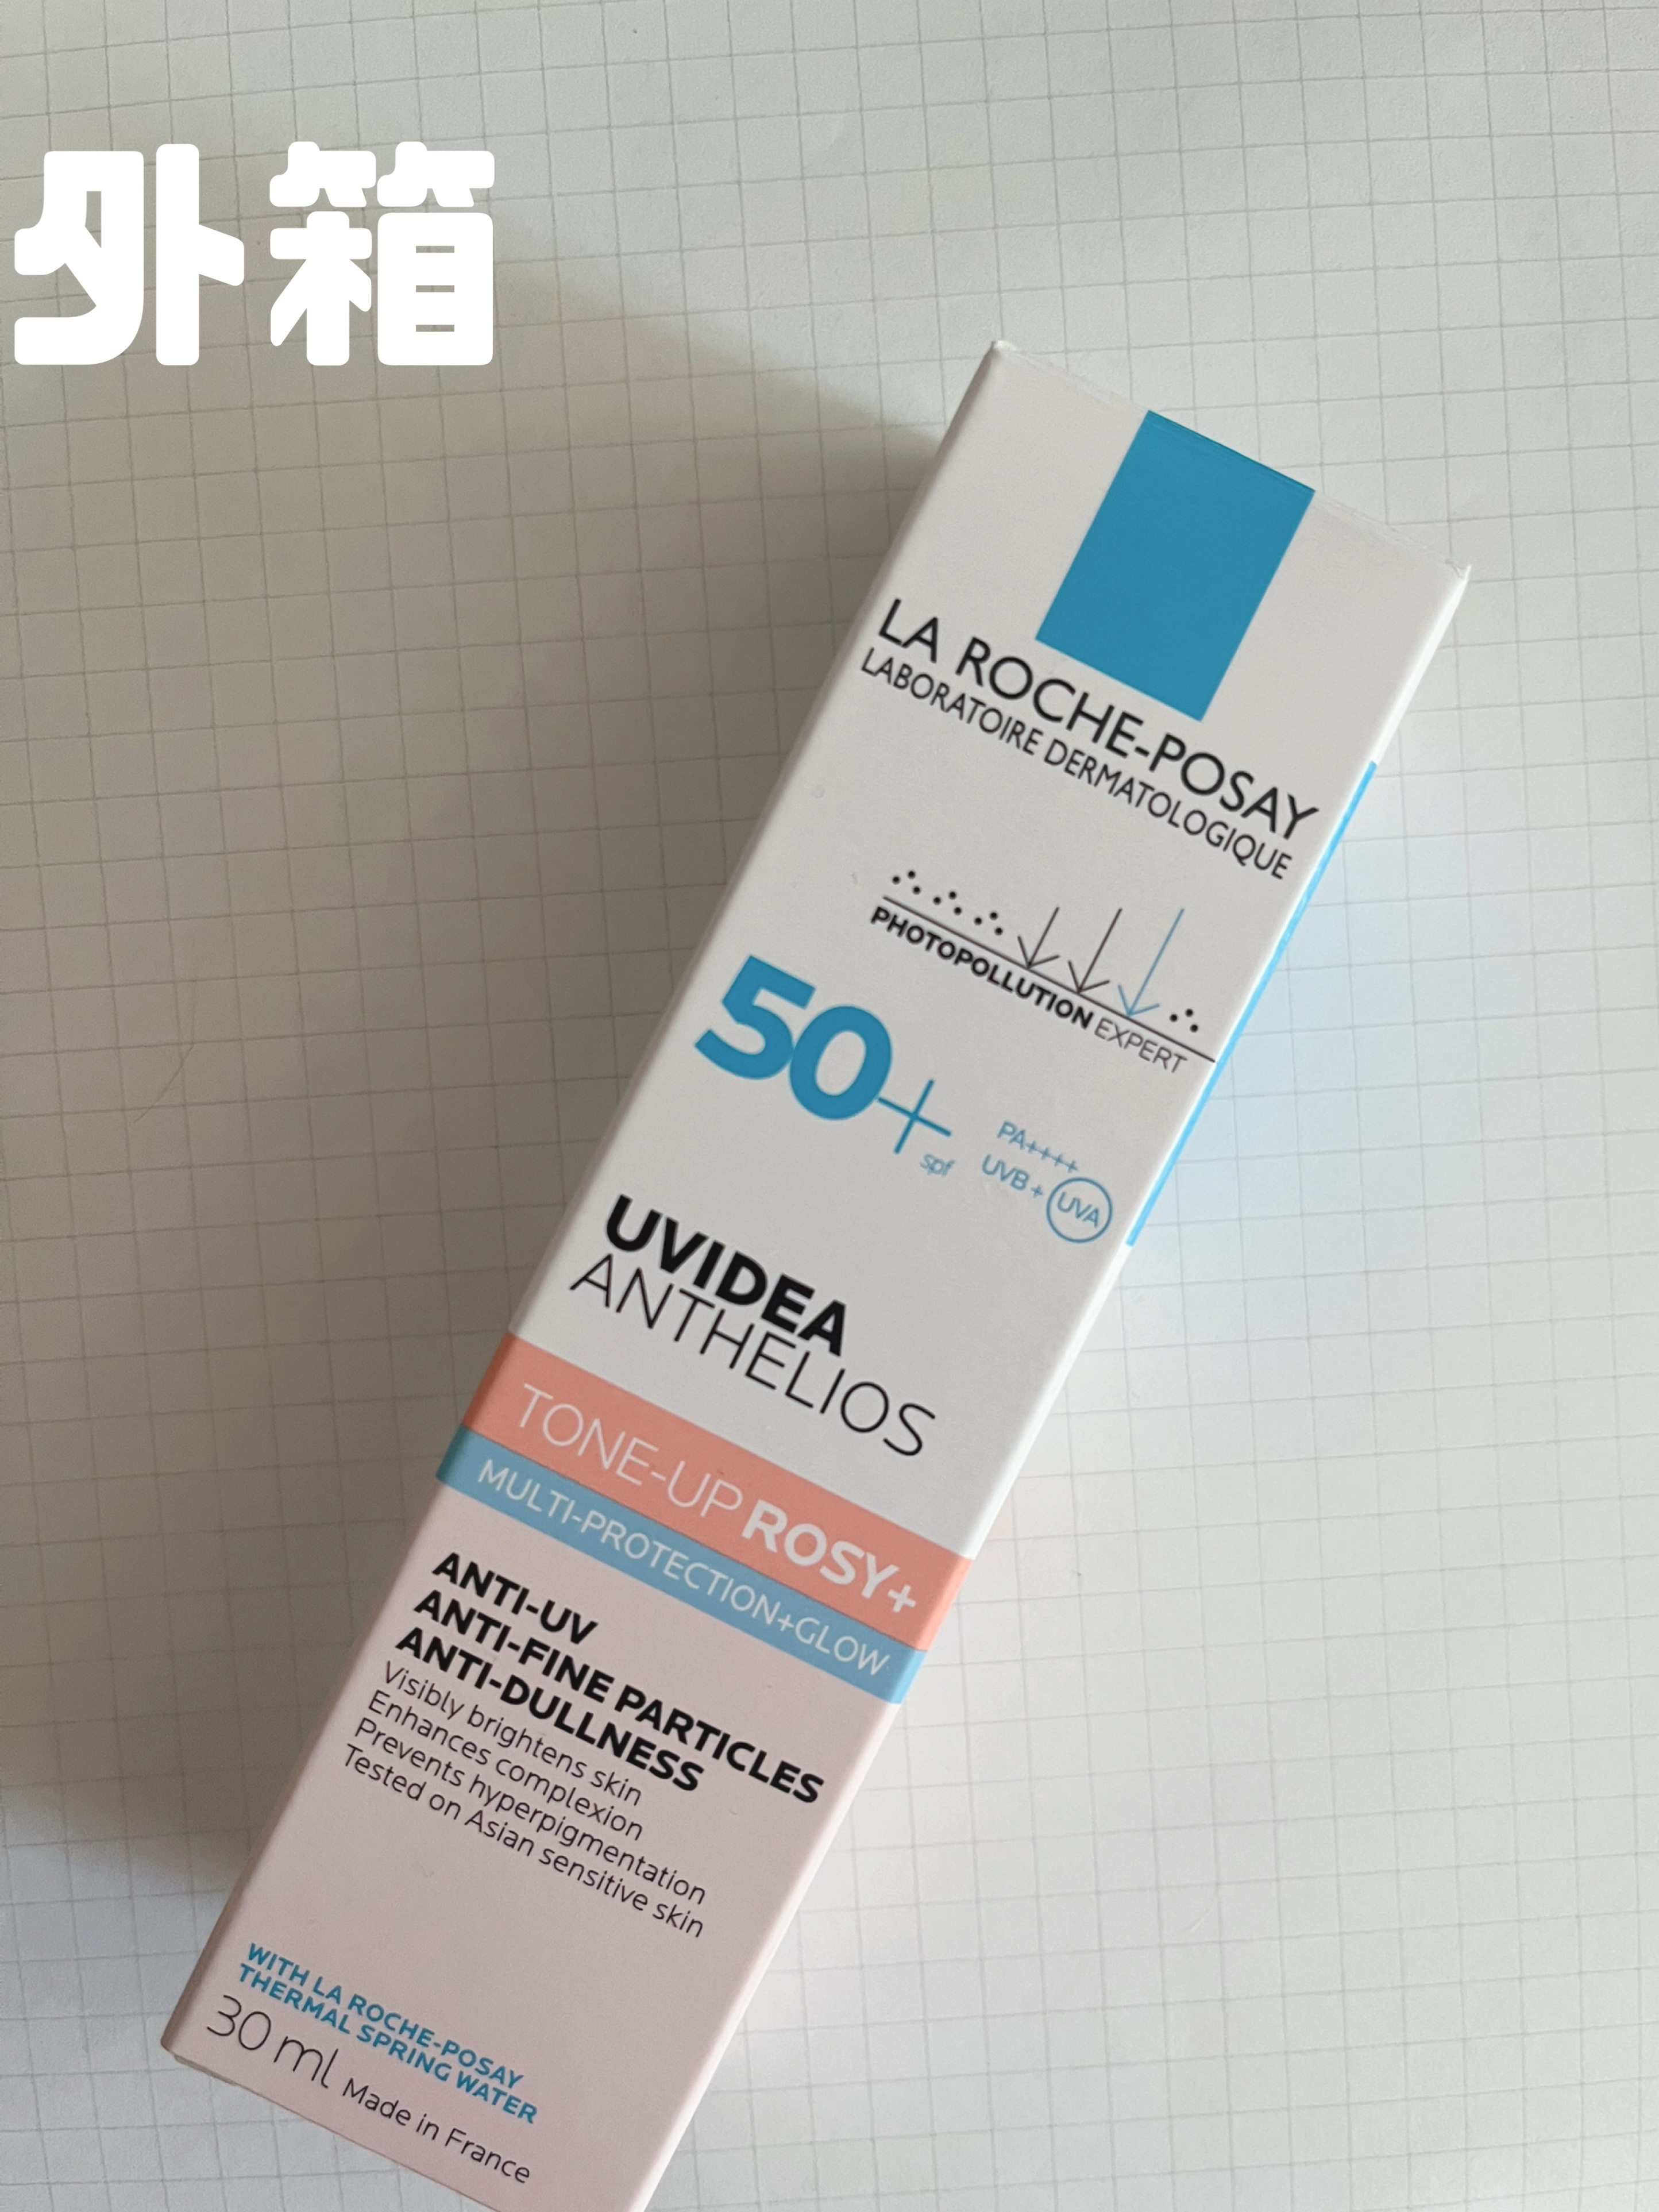 外箱
LA ROCHE-POSAY
LABORATOIRE DERMATOLOGIQUE
PHOTOPOLLUTION EXPERT
50+
spf
PA++++
UVB + UVA
UVIDEA
ANTHELIOS
TONE-UP ROSY+
MULTI-PROTECTION+GLOW
ANTI-UV
ANTI-FINE PARTICLES
ANTI-DULLNESS
Visibly brightens skin
Enhances complexion
Prevents hyperpigmentation
Tested on Asian sensitive skin
WITH LA ROCHE-POSAY
THERMAL SPRING WATER
30 ml Made in France